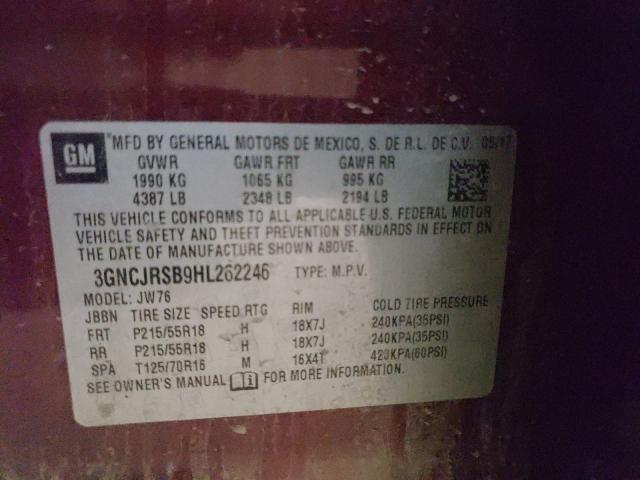 GM
*MFD BY GENERAL MOTORS DE MEXICO, S. DE R.L. DE C.V. 05/17
GVWR GAWR FRT GAWR RR
1990 KG 1065 KG 995 KG
4387 LB 2348 LB 2194 LB
THIS VEHICLE CONFORMS TO ALL APPLICABLE U.S. FEDERAL MOTOR
VEHICLE SAFETY AND THEFT PREVENTION STANDARDS IN EFFECT ON
THE DATE OF MANUFACTURE SHOWN ABOVE.
3GNCJRSB9HL262246 TYPE: M.P.V.
MODEL: JW76
JBBN TIRE SIZE SPEED RTG RIM COLD TIRE PRESSURE
FRT P215/55R18 H 18X7J 240KPA(35PSI)
RR P215/55R18 H 18X7J 240KPA(35PSI)
SPA T125/70R16 M 16X4T 420KPA(60PSI)
SEE OWNER'S MANUAL FOR MORE INFORMATION.